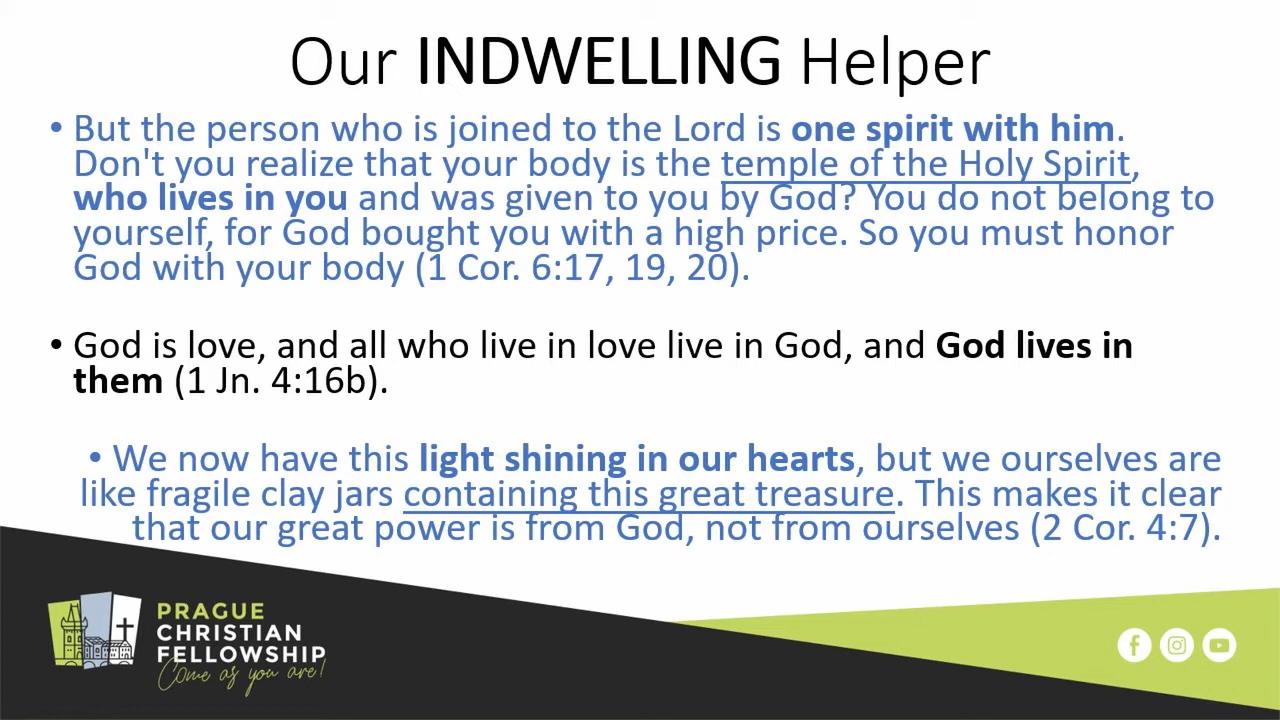 Our INDWELLING Helper
• But the person who is joined to the Lord is one spirit with him.
Don't you realize that your body is the temple of the Holy Spirit,
who lives in you and was given to you by God? You do not belong to
yourself, for God bought you with a high price. So you must honor
God with your body (1 Cor. 6:17, 19, 20).
• God is love, and all who live in love live in God, and God lives in
them (1 Jn. 4:16b).
• We now have this light shining in our hearts, but we ourselves are
like fragile clay jars containing this great treasure. This makes it clear
that our great power is from God, not from ourselves (2 Cor. 4:7).
PRAGUE
CHRISTIAN
FELLOWSHIP
Come as you are!